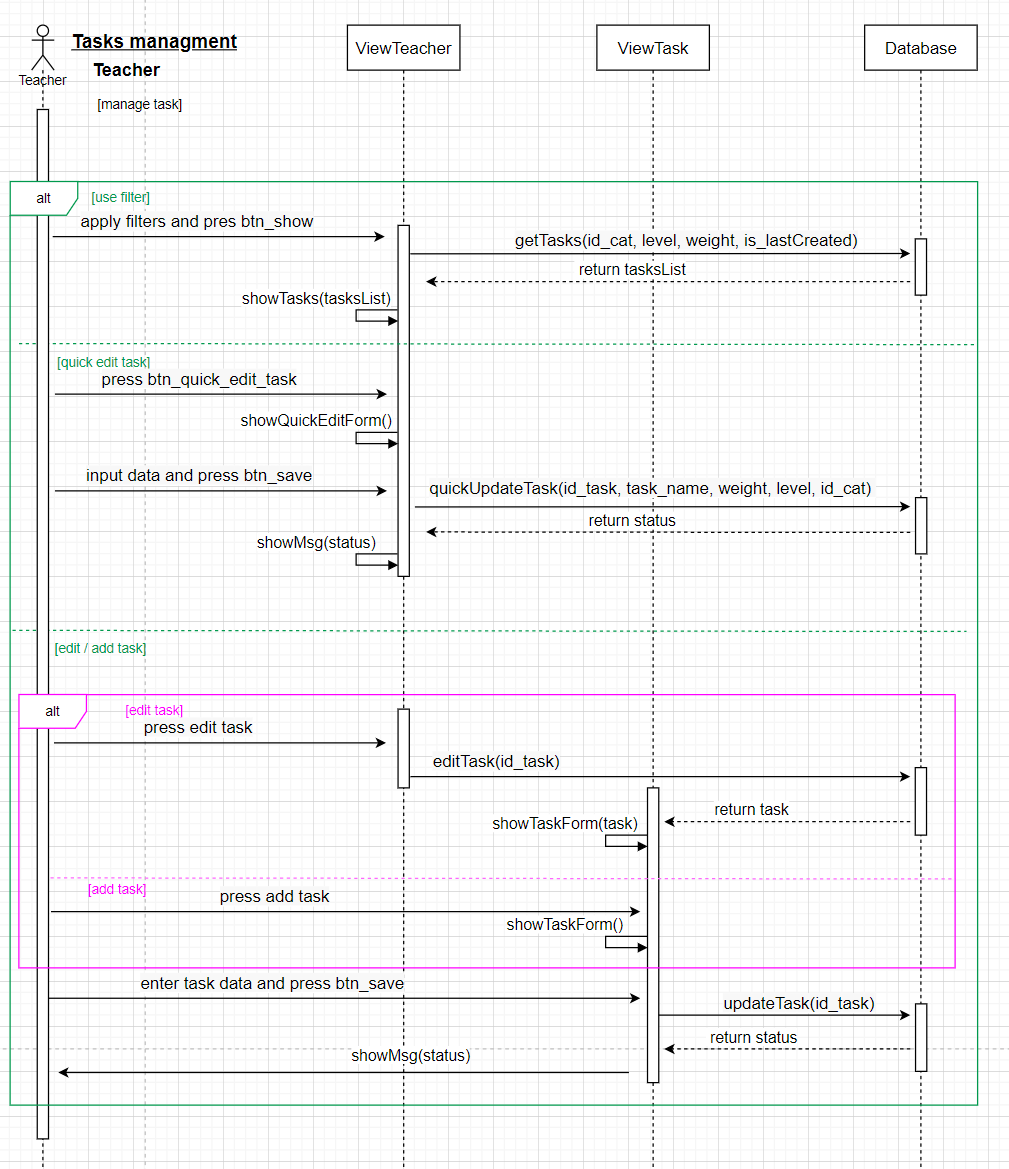 Tasks managment
Teacher
Teacher
[manage task]
ViewTeacher
ViewTask
Database
alt
[use filter]
apply filters and pres btn_show
getTasks(id_cat, level, weight, is_lastCreated)
return tasksList
showTasks(tasksList)
[quick edit task]
press btn_quick_edit_task
showQuickEditForm()
input data and press btn_save
quickUpdateTask(id_task, task_name, weight, level, id_cat)
return status
showMsg(status)
[edit / add task]
alt
[edit task]
press edit task
editTask(id_task)
return task
showTaskForm(task)
[add task]
press add task
showTaskForm()
enter task data and press btn_save
updateTask(id_task)
return status
showMsg(status)